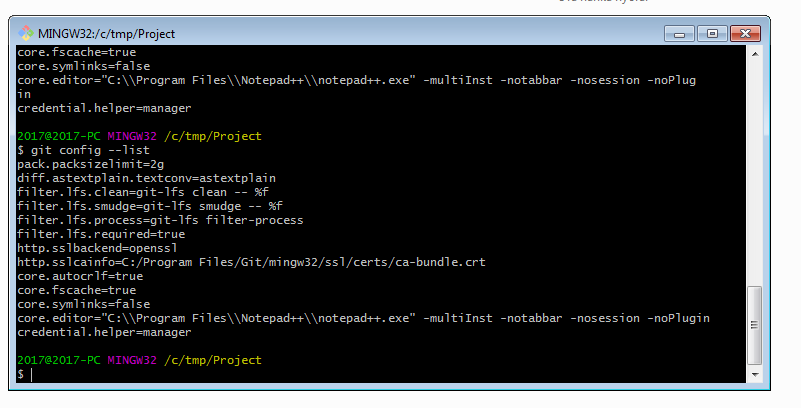 MINGW32:/c/tmp/Project
core.fscache=true
core.symlinks=false
core.editor="C:\\Program Files\\Notepad++\\notepad++.exe" -multiInst -notabbar -nosession -noPlug
in
credential.helper=manager
2017@2017-PC MINGW32 /c/tmp/Project
$ git config --list
pack.packsizelimit=2g
diff.astextplain.textconv=astextplain
filter.lfs.clean=git-lfs clean -- %f
filter.lfs.smudge=git-lfs smudge -- %f
filter.lfs.process=git-lfs filter-process
filter.lfs.required=true
http.sslbackend=openssl
http.sslcainfo=C:/Program Files/Git/mingw32/ssl/certs/ca-bundle.crt
core.autocrlf=true
core.fscache=true
core.symlinks=false
core.editor="C:\\Program Files\\Notepad++\\notepad++.exe" -multiInst -notabbar -nosession -noPlugin
credential.helper=manager
2017@2017-PC MINGW32 /c/tmp/Project
$